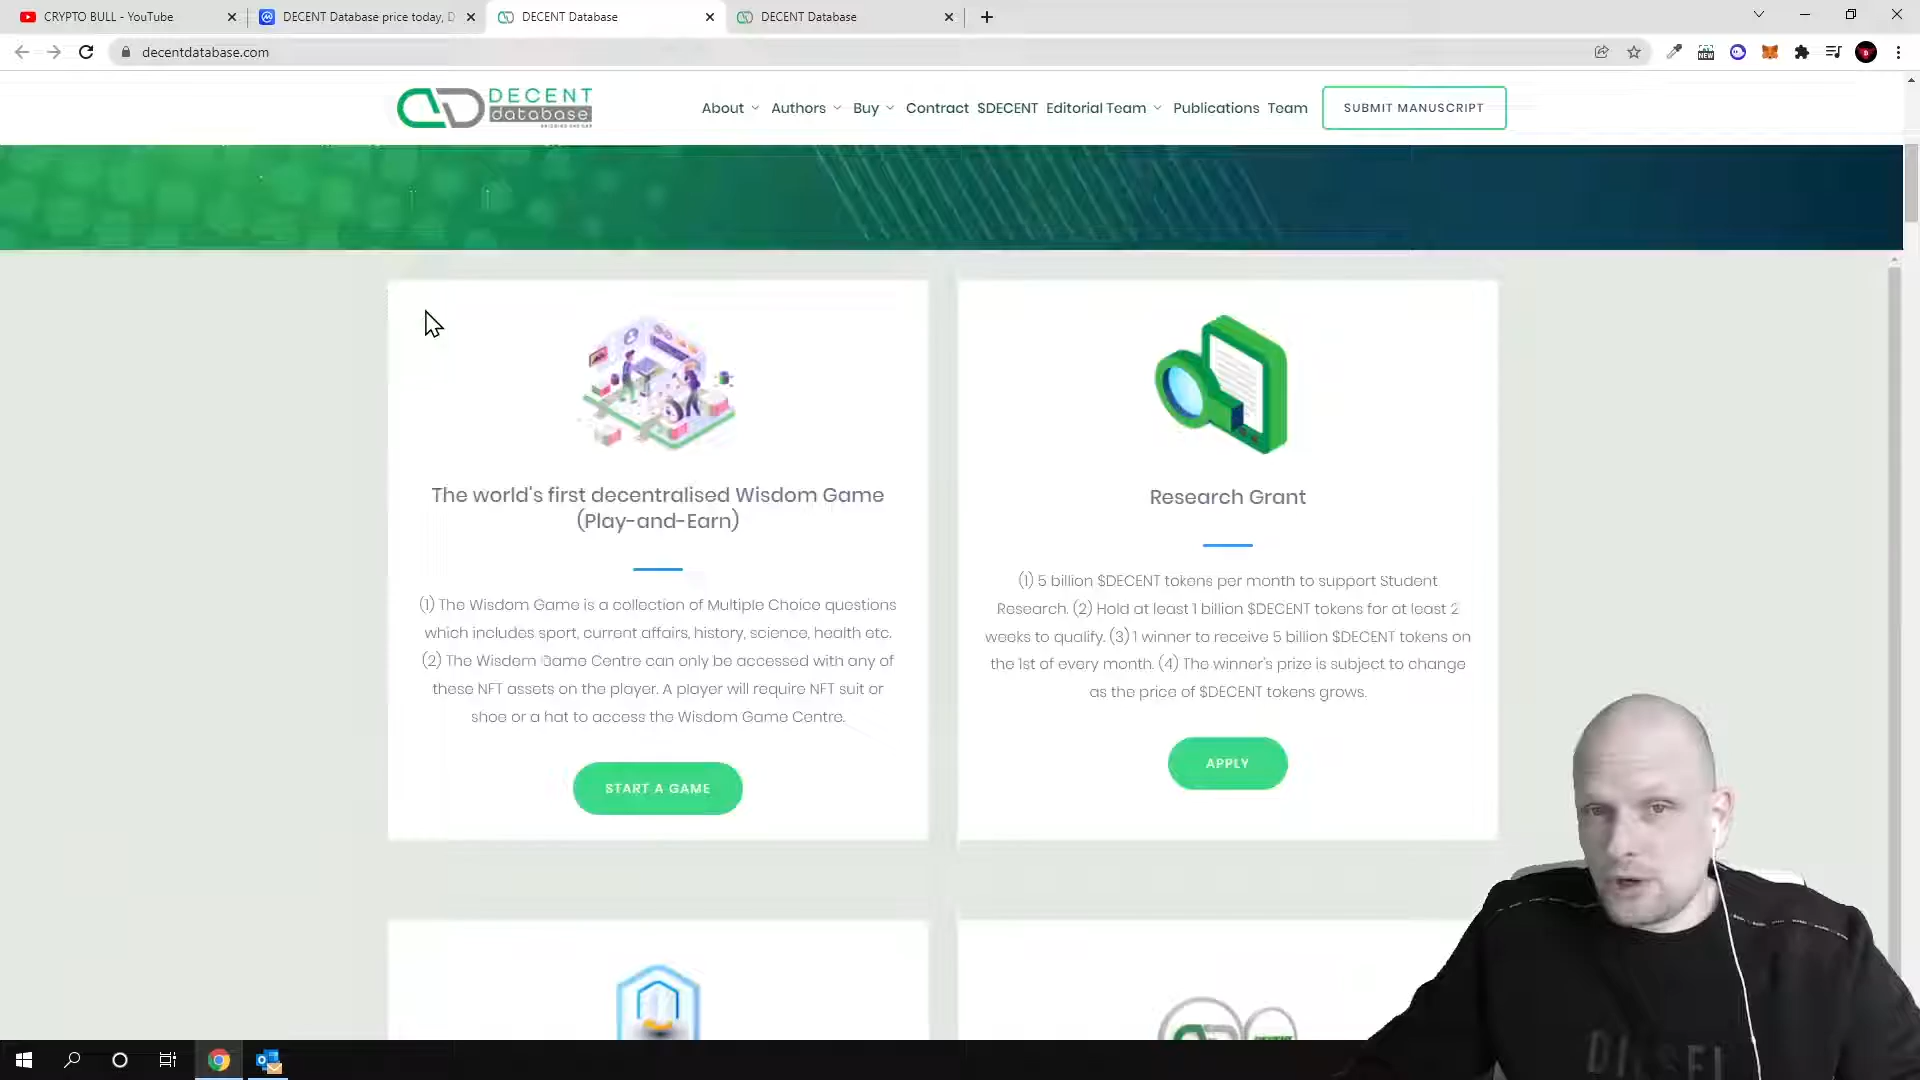 CRYPTO BULL - YouTube
DECENT Database price today, D
DECENT Database
DECENT Database
decentdatabase.com
DECENT
database
About
Authors
Buy
Contract
SDECENT
Editorial Team
Publications
Team
SUBMIT MANUSCRIPT
The world's first decentralised Wisdom Game
(Play-and-Earn)
(1) The Wisdom Game is a collection of Multiple Choice questions
which includes sport, current affairs, history, science, health etc.
(2) The Wisdom Game Centre can only be accessed with any of
these NFT assets on the player. A player will require NFT suit or
shoe or a hat to access the Wisdom Game Centre.
START A GAME
Research Grant
(1) 5 billion $DECENT tokens per month to support Student
Research. (2) Hold at least 1 billion $DECENT tokens for at least 2
weeks to qualify. (3) 1 winner to receive 5 billion $DECENT tokens on
the 1st of every month. (4) The winner's prize is subject to change
as the price of $DECENT tokens grows.
APPLY
DIESEL